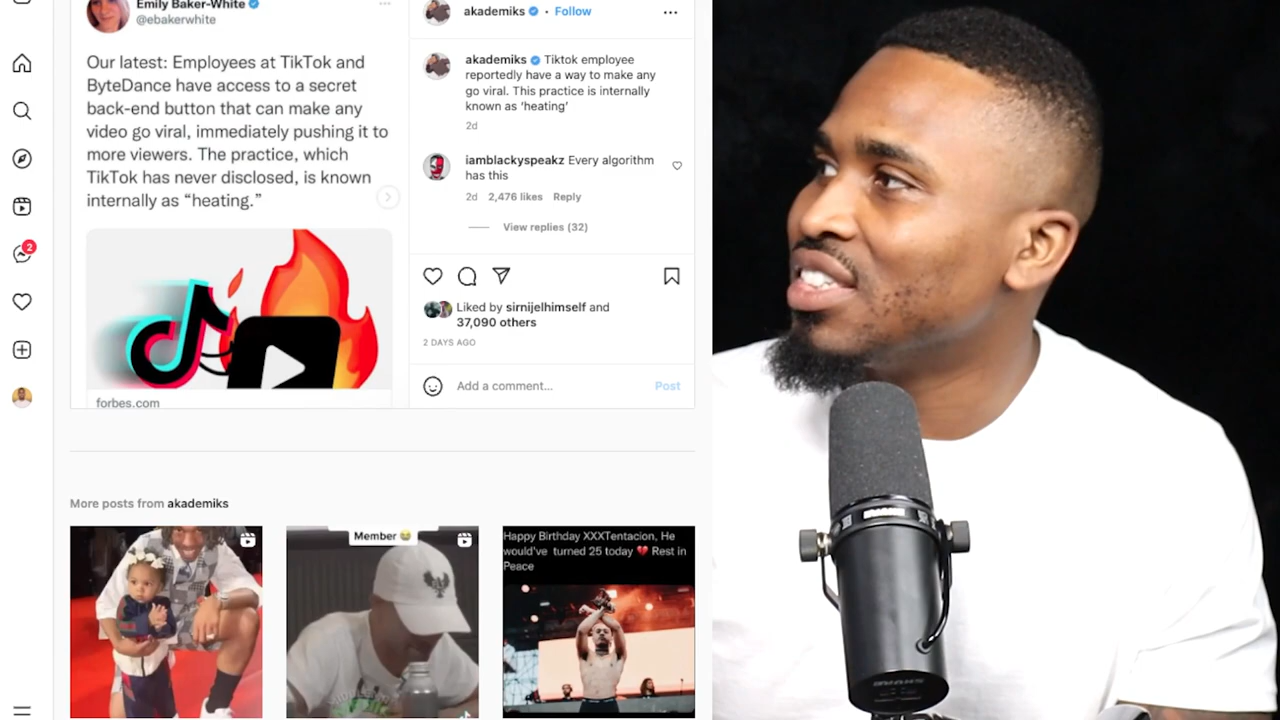 Emily Baker-White
@ebakerwhite
Our latest: Employees at TikTok and
ByteDance have access to a secret
back-end button that can make any
video go viral, immediately pushing it to
more viewers. The practice, which
TikTok has never disclosed, is known
internally as “heating.”
forbes.com
akademiks • Follow
akademiks Tiktok employee
reportedly have a way to make any
go viral. This practice is internally
known as ‘heating’
2d
iamblackyspeakz Every algorithm
has this
2d 2,476 likes Reply
View replies (32)
Liked by sirnijelhimself and
37,090 others
2 DAYS AGO
Add a comment... Post
2
More posts from akademiks
Member
Happy Birthday XXXTentacion, He
would've turned 25 today 💔 Rest in
Peace